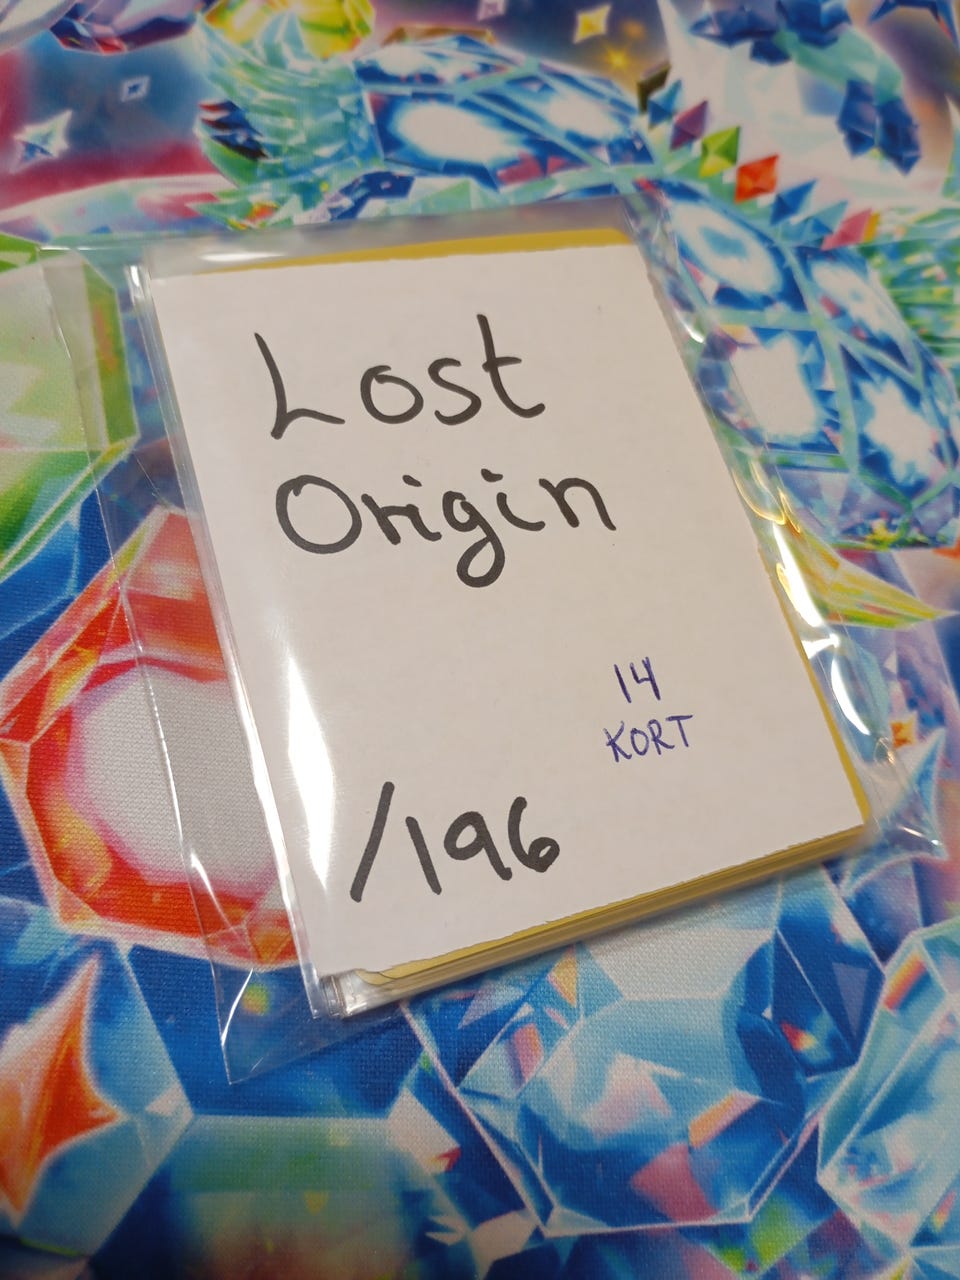 Lost
Origin
14
KORT
/196